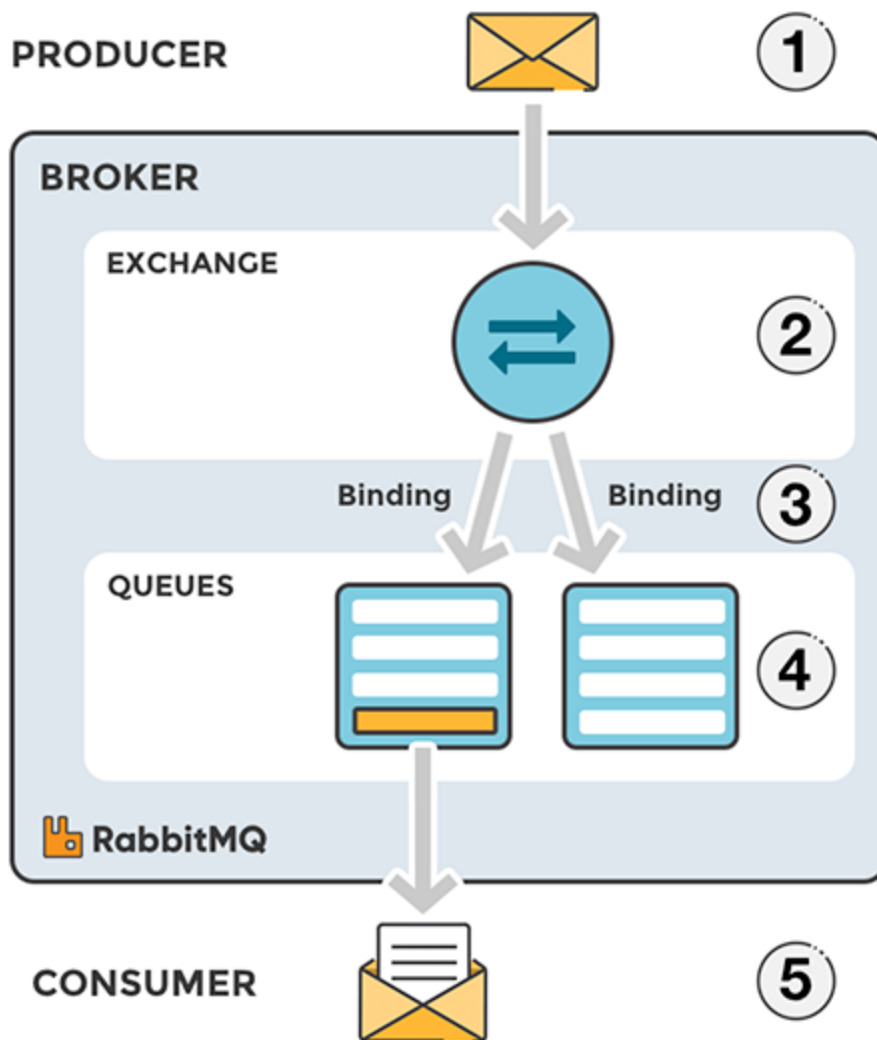 PRODUCER
1
BROKER
EXCHANGE
2
Binding
Binding
3
QUEUES
4
RabbitMQ
CONSUMER
5